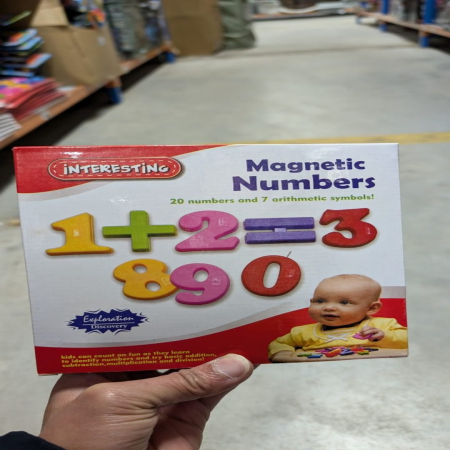 INTERESTING
Magnetic
Numbers
20 numbers and 7 orithmetic symbols!
1+2=3
890
Exploration
Discovery
kids can count on fun as they learn
to identify numbers and try basic addition,
subtraction,multiplication and division!